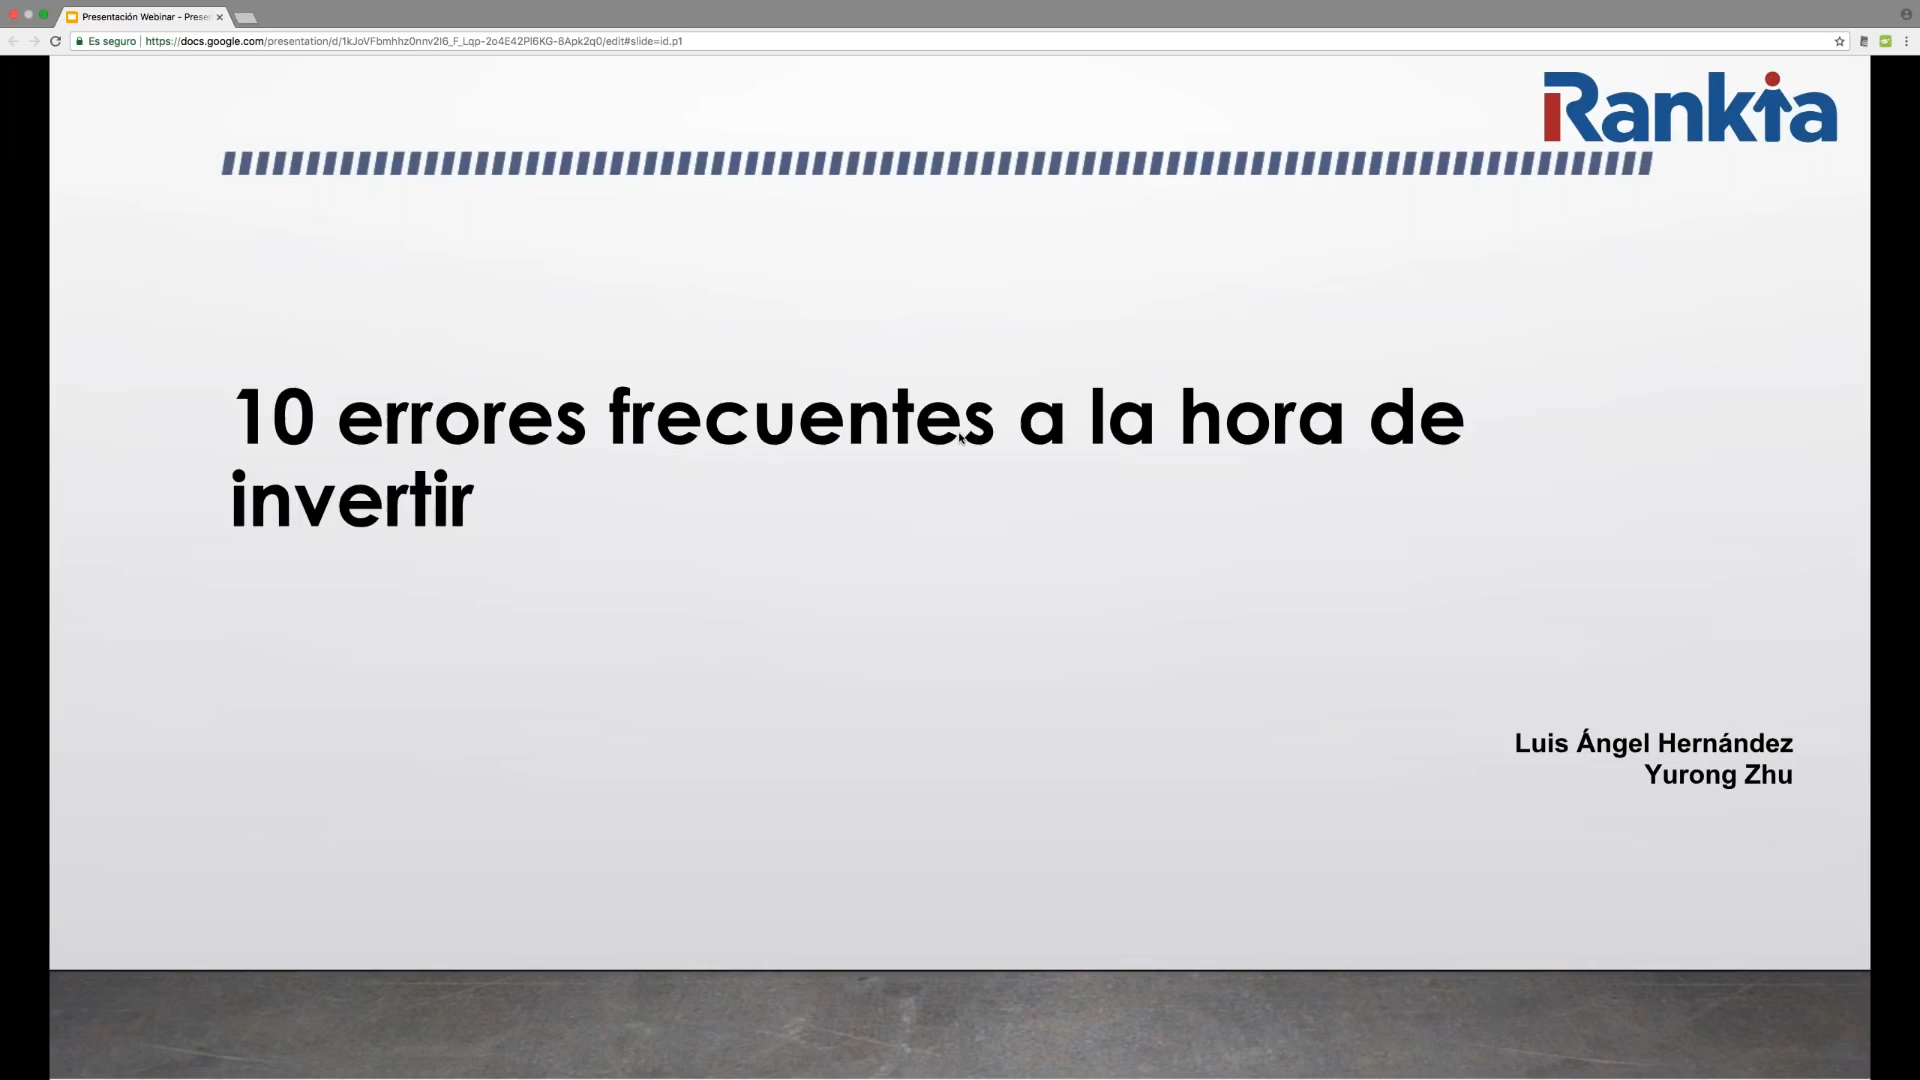 Presentación Webinar - Presen
Es seguro
https://docs.google.com/presentation/d/1kJoVFbmhhz0nnv2I6_F_Lqp-2o4E42PI6KG-8Apk2q0/edit#slide=id.p1
Rankia
10 errores frecuentes a la hora de
invertir
Luis Ángel Hernández
Yurong Zhu